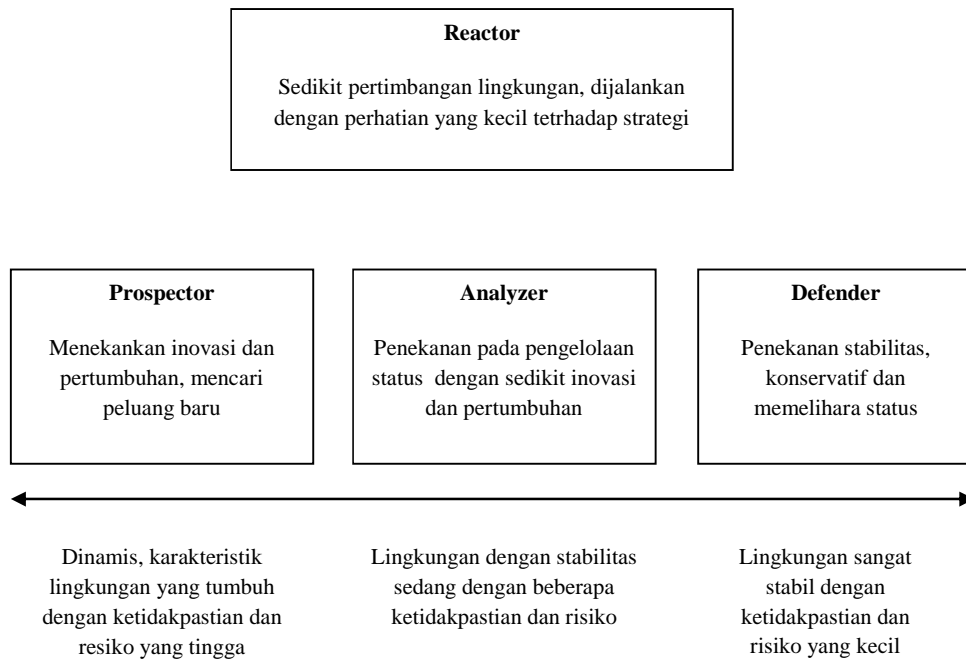 Reactor
Sedikit pertimbangan lingkungan, dijalankan
dengan perhatian yang kecil tetrhadap strategi
Prospector
Menekankan inovasi dan
pertumbuhan, mencari
peluang baru
Analyzer
Penekanan pada pengelolaan
status dengan sedikit inovasi
dan pertumbuhan
Defender
Penekanan stabilitas,
konservatif dan
memelihara status
Dinamis, karakteristik
lingkungan yang tumbuh
dengan ketidakpastian dan
resiko yang tingga
Lingkungan dengan stabilitas
sedang dengan beberapa
ketidakpastian dan risiko
Lingkungan sangat
stabil dengan
ketidakpastian dan
risiko yang kecil